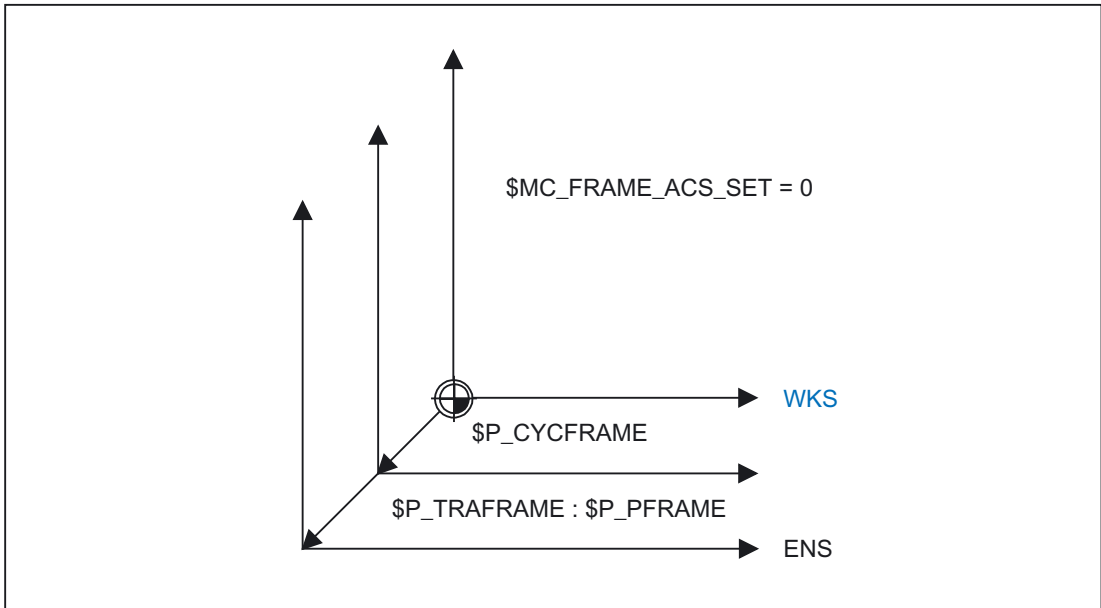 $MC_FRAME_ACS_SET = 0
WKS
$P_CYCFRAME
$P_TRAFRAME : $P_PFRAME
ENS